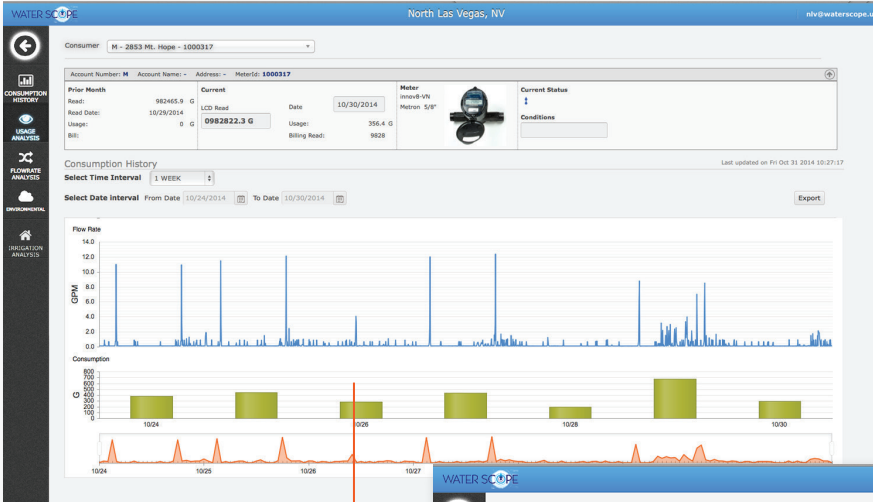 WATER SCOPE
North Las Vegas, NV
nlv@waterscope.u
Consumer M - 2853 Mt. Hope - 1000317
CONSUMPTION
HISTORY
USAGE
ANALYSIS
FLOWRATE
ANALYSIS
ENVIRONMENTAL
IRRIGATION
ANALYSIS
Account Number: M Account Name: - Address: - MeterId: 1000317
Prior Month
Read: 982465.9 G
Read Date: 10/29/2014
Usage: 0 G
Bill:
Current
LCD Read
0982822.3 G
Date 10/30/2014
Usage: 356.4 G
Billing Read: 9828
Meter
innov8-VN
Metron 5/8"
Current Status
Conditions
Consumption History
Last updated on Fri Oct 31 2014 10:27:17
Select Time Interval 1 WEEK
Select Date interval From Date 10/24/2014 To Date 10/30/2014
Export
Flow Rate
14.0
12.0
10.0
8.0
6.0
4.0
2.0
0.0
GPM
Consumption
800
700
600
500
400
300
200
100
0
G
10/24 10/26 10/28 10/30
10/24 10/25 10/26 10/27
WATER SCOPE